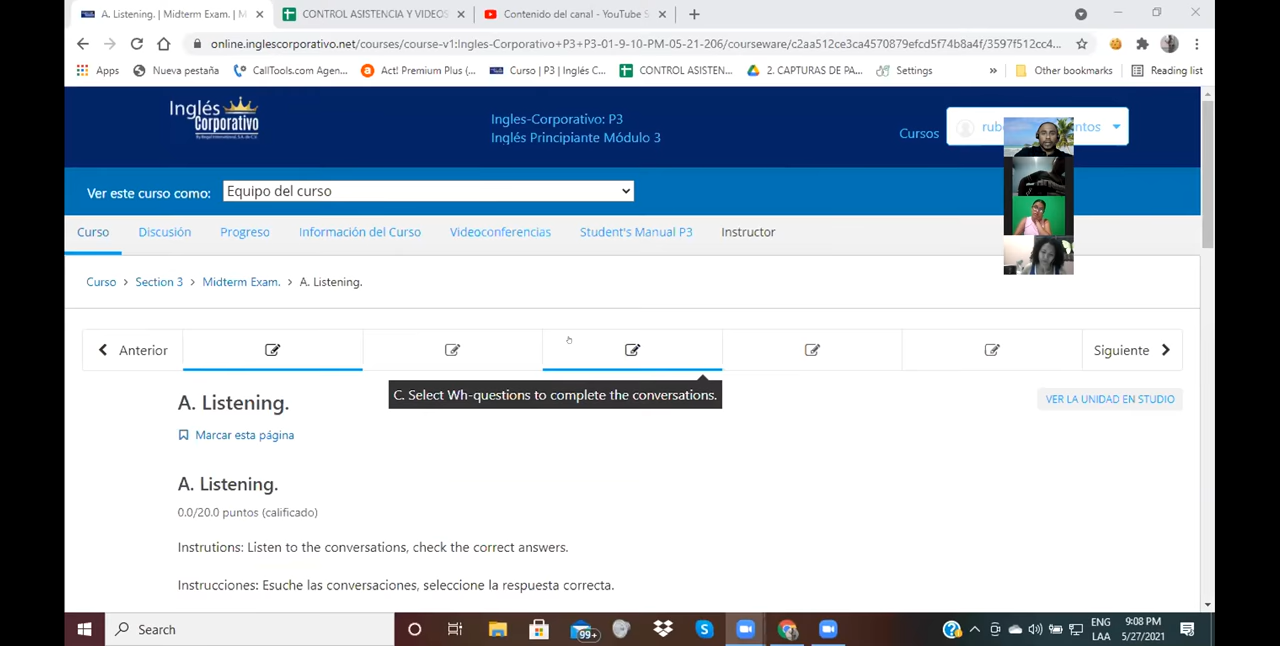 A. Listening. | Midterm Exam. | M
CONTROL ASISTENCIA Y VIDEOS
Contenido del canal - YouTube S
online.inglescorporativo.net/courses/course-v1:Ingles-Corporativo+P3+P3-01-9-10-PM-05-21-206/courseware/c2aa512ce3ca4570879efcd5f74b8a4f/3597f512cc4...
Apps
Nueva pestaña
CallTools.com Agen...
Act! Premium Plus (...
Curso | P3 | Inglés C...
CONTROL ASISTEN...
2. CAPTURAS DE PA...
Settings
»
Other bookmarks
Reading list
Inglés
Corporativo
Ingles-Corporativo: P3
Inglés Principiante Módulo 3
Cursos
rub
ntos
Ver este curso como:
Equipo del curso
Curso
Discusión
Progreso
Información del Curso
Videoconferencias
Student's Manual P3
Instructor
Curso > Section 3 > Midterm Exam. > A. Listening.
Anterior
Siguiente
C. Select Wh-questions to complete the conversations.
A. Listening.
VER LA UNIDAD EN STUDIO
Marcar esta página
A. Listening.
0.0/20.0 puntos (calificado)
Instrutions: Listen to the conversations, check the correct answers.
Instrucciones: Esuche las conversaciones, seleccione la respuesta correcta.
Search
99+
ENG
LAA
9:08 PM
5/27/2021